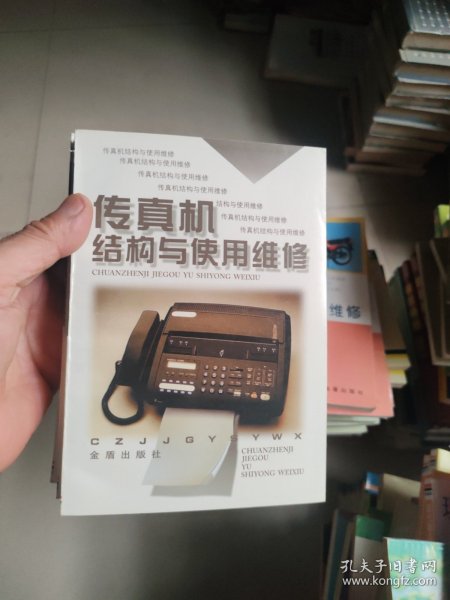 传真机结构与使用维修
传真机结构与使用维修
传真机结构与使用维修
传真机结构与使用维修
结构与使用维修
传真机结构与使用维修
传真机结构与使用维修
传真机
结构与使用维修
CHUANZHENJI JIEGOU YU SHIYONG WEIXIU
CZJJGYSYWX
金盾出版社
CHUANZHENJI
JIEGOU
YU
SHIYONG WEIXIU
维修
孔夫子旧书网
www.kongfz.com